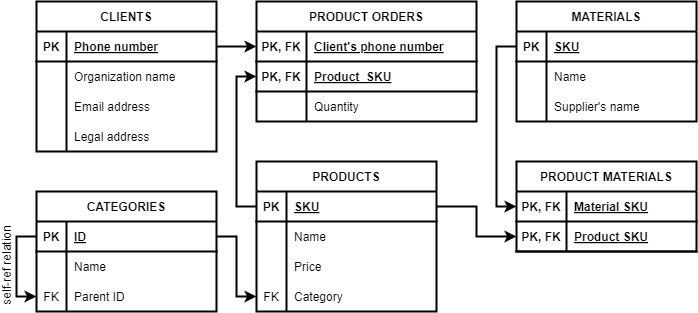 CLIENTS
PK Phone number
Organization name
Email address
Legal address
PRODUCT ORDERS
PK, FK Client's phone number
PK, FK Product SKU
Quantity
MATERIALS
PK SKU
Name
Supplier's name
CATEGORIES
PK ID
Name
FK Parent ID
self-ref relation
PRODUCTS
PK SKU
Name
Price
FK Category
PRODUCT MATERIALS
PK, FK Material SKU
PK, FK Product SKU